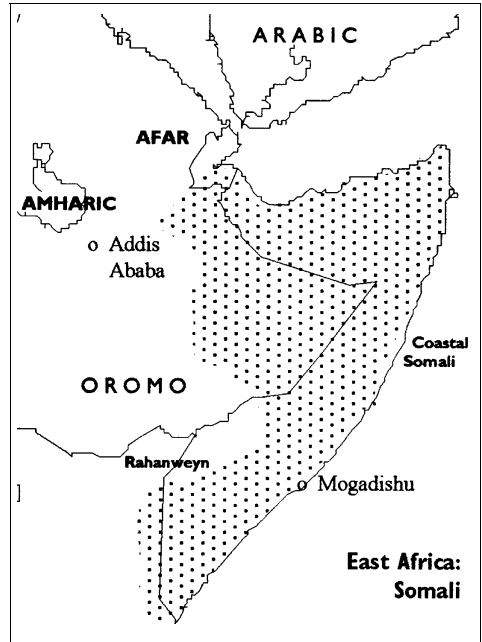 ARABIC
AFAR
AMHARIC
Addis
Ababa
Coastal
Somali
OROMO
Rahanweyn
Mogadishu
East Africa:
Somali